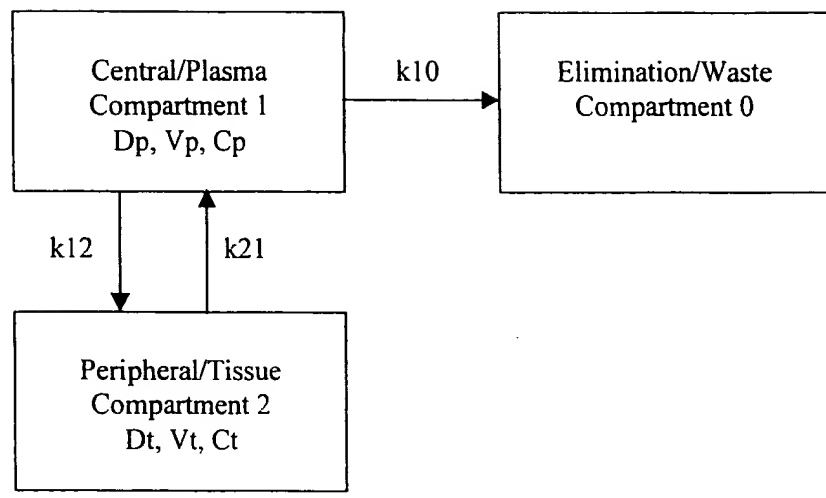 Central/Plasma
Compartment 1
Dp, Vp, Cp
k10
Elimination/Waste
Compartment 0
k12
k21
Peripheral/Tissue
Compartment 2
Dt, Vt, Ct